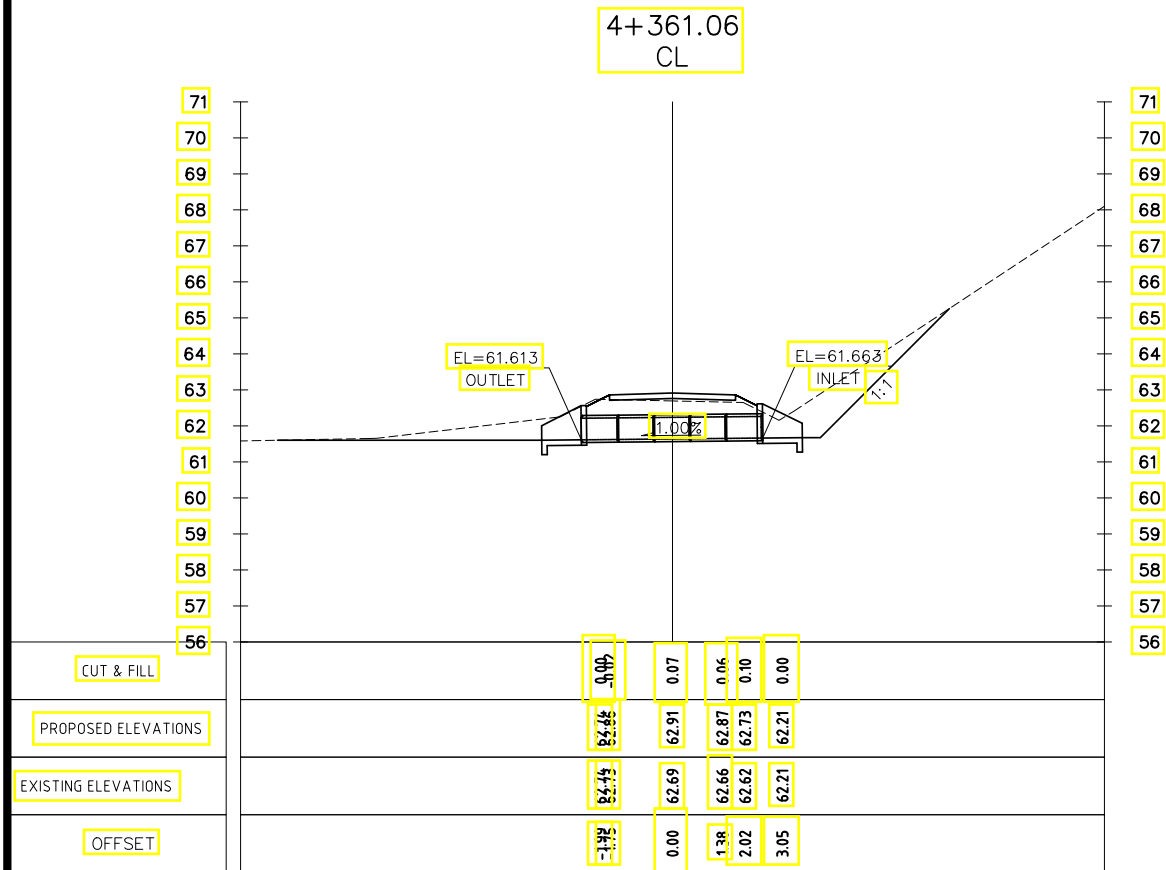 4+361.06
CL
71 71
70 70
69 69
68 68
67 67
66 66
65 65
64 EL=61.613 EL=61.663 64
63 OUTLET INLET 1:1 63
62 1.00% 62
61 61
60 60
59 59
58 58
57 57
56 56
CUT & FILL 0.00 0.07 0.06 0.10 0.00
PROPOSED ELEVATIONS 62.91 62.87 62.73 62.21
EXISTING ELEVATIONS 62.69 62.66 62.62 62.21
OFFSET 0.00 1.38 2.02 3.05